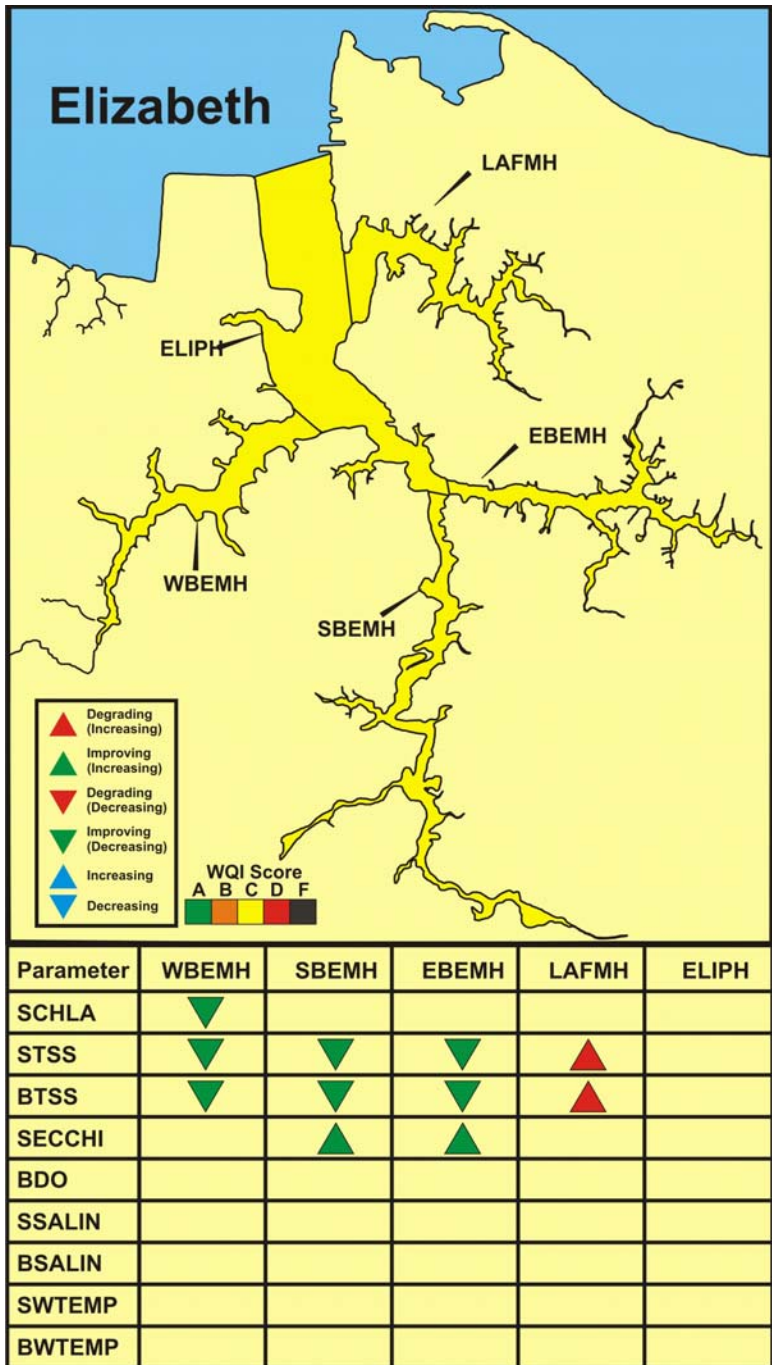 Elizabeth
LAFMH
ELIPH
EBEMH
WBEMH
SBEMH
Degrading
(Increasing)
Improving
(Increasing)
Degrading
(Decreasing)
Improving
(Decreasing)
Increasing
Decreasing
WQI Score
A B C D F
Parameter WBEMH SBEMH EBEMH LAFMH ELIPH
SCHLA
STSS
BTSS
SECCHI
BDO
SSALIN
BSALIN
SWTEMP
BWTEMP